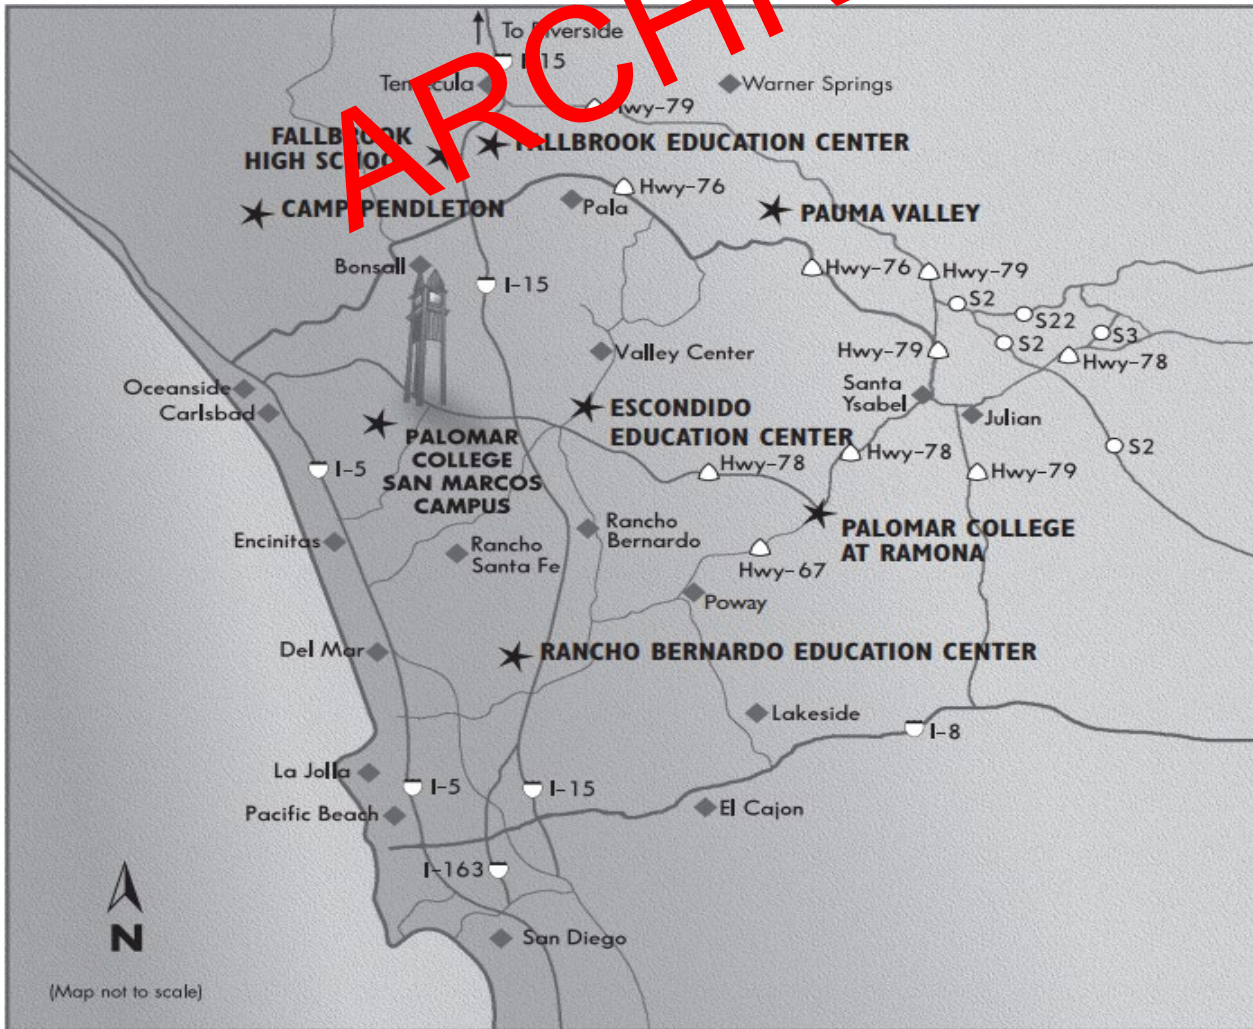 ARCHI
To Riverside
I-15
Temecula
Warner Springs
Hwy-79
FALLBROOK
HIGH SCHOOL
FALLBROOK EDUCATION CENTER
Hwy-76
CAMP PENDLETON
Pala
PAUMA VALLEY
Bonsall
I-15
Hwy-76
Hwy-79
S2
S22
S3
S2
Valley Center
Hwy-79
Hwy-78
Oceanside
Santa
Ysabel
Carlsbad
ESCONDIDO
EDUCATION CENTER
Julian
PALOMAR
COLLEGE
SAN MARCOS
CAMPUS
I-5
Hwy-78
Hwy-78
S2
Hwy-79
Encinitas
Rancho
Santa Fe
Rancho
Bernardo
PALOMAR COLLEGE
AT RAMONA
Hwy-67
Poway
Del Mar
RANCHO BERNARDO EDUCATION CENTER
Lakeside
I-8
La Jolla
I-5
I-15
Pacific Beach
El Cajon
I-163
N
San Diego
(Map not to scale)